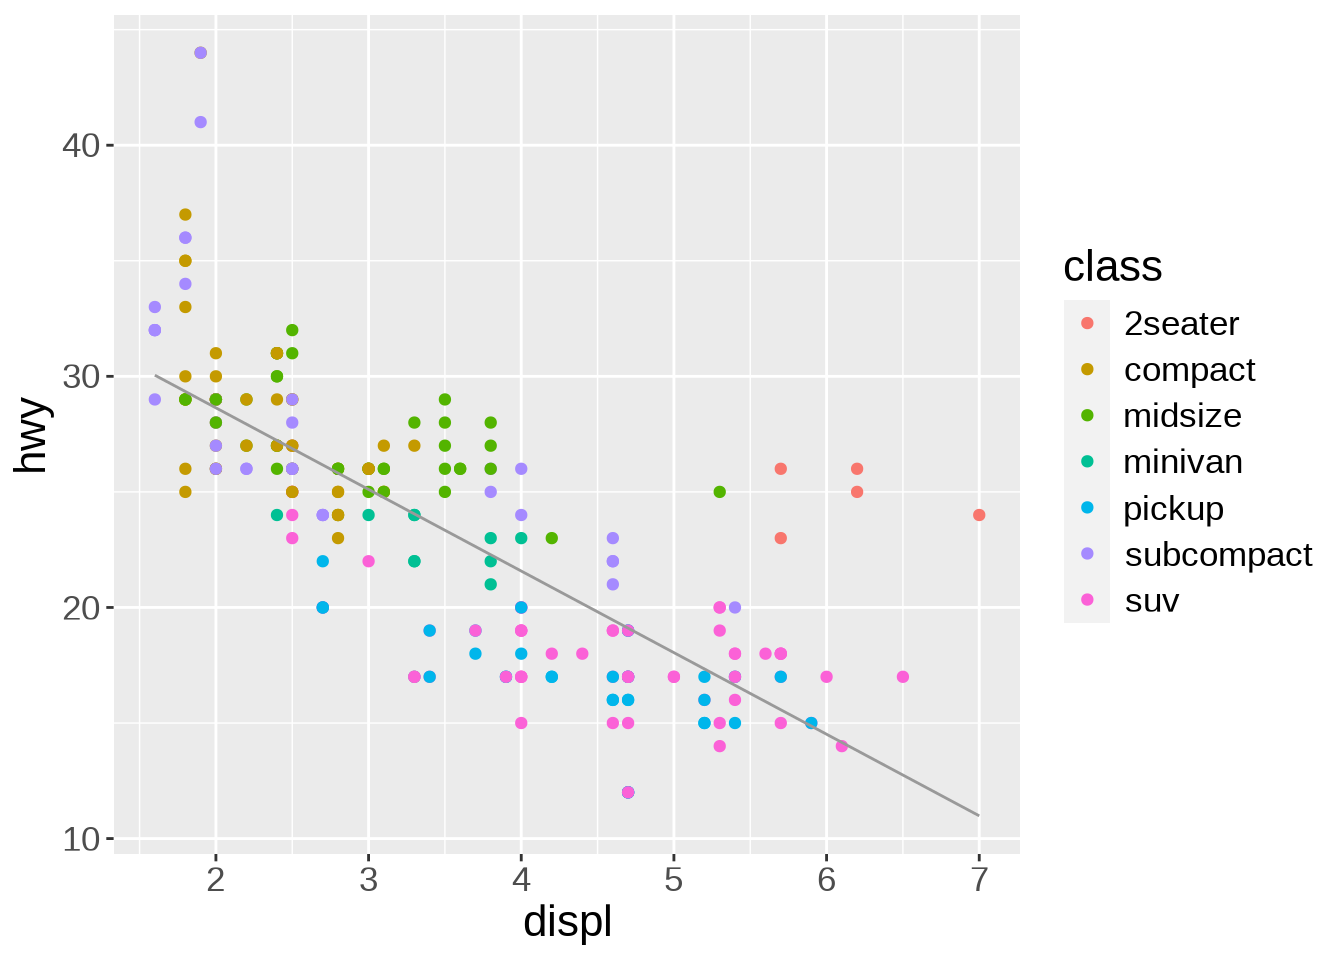 40
30
20
10
hwy
2 3 4 5 6 7
displ
class
2seater
compact
midsize
minivan
pickup
subcompact
suv